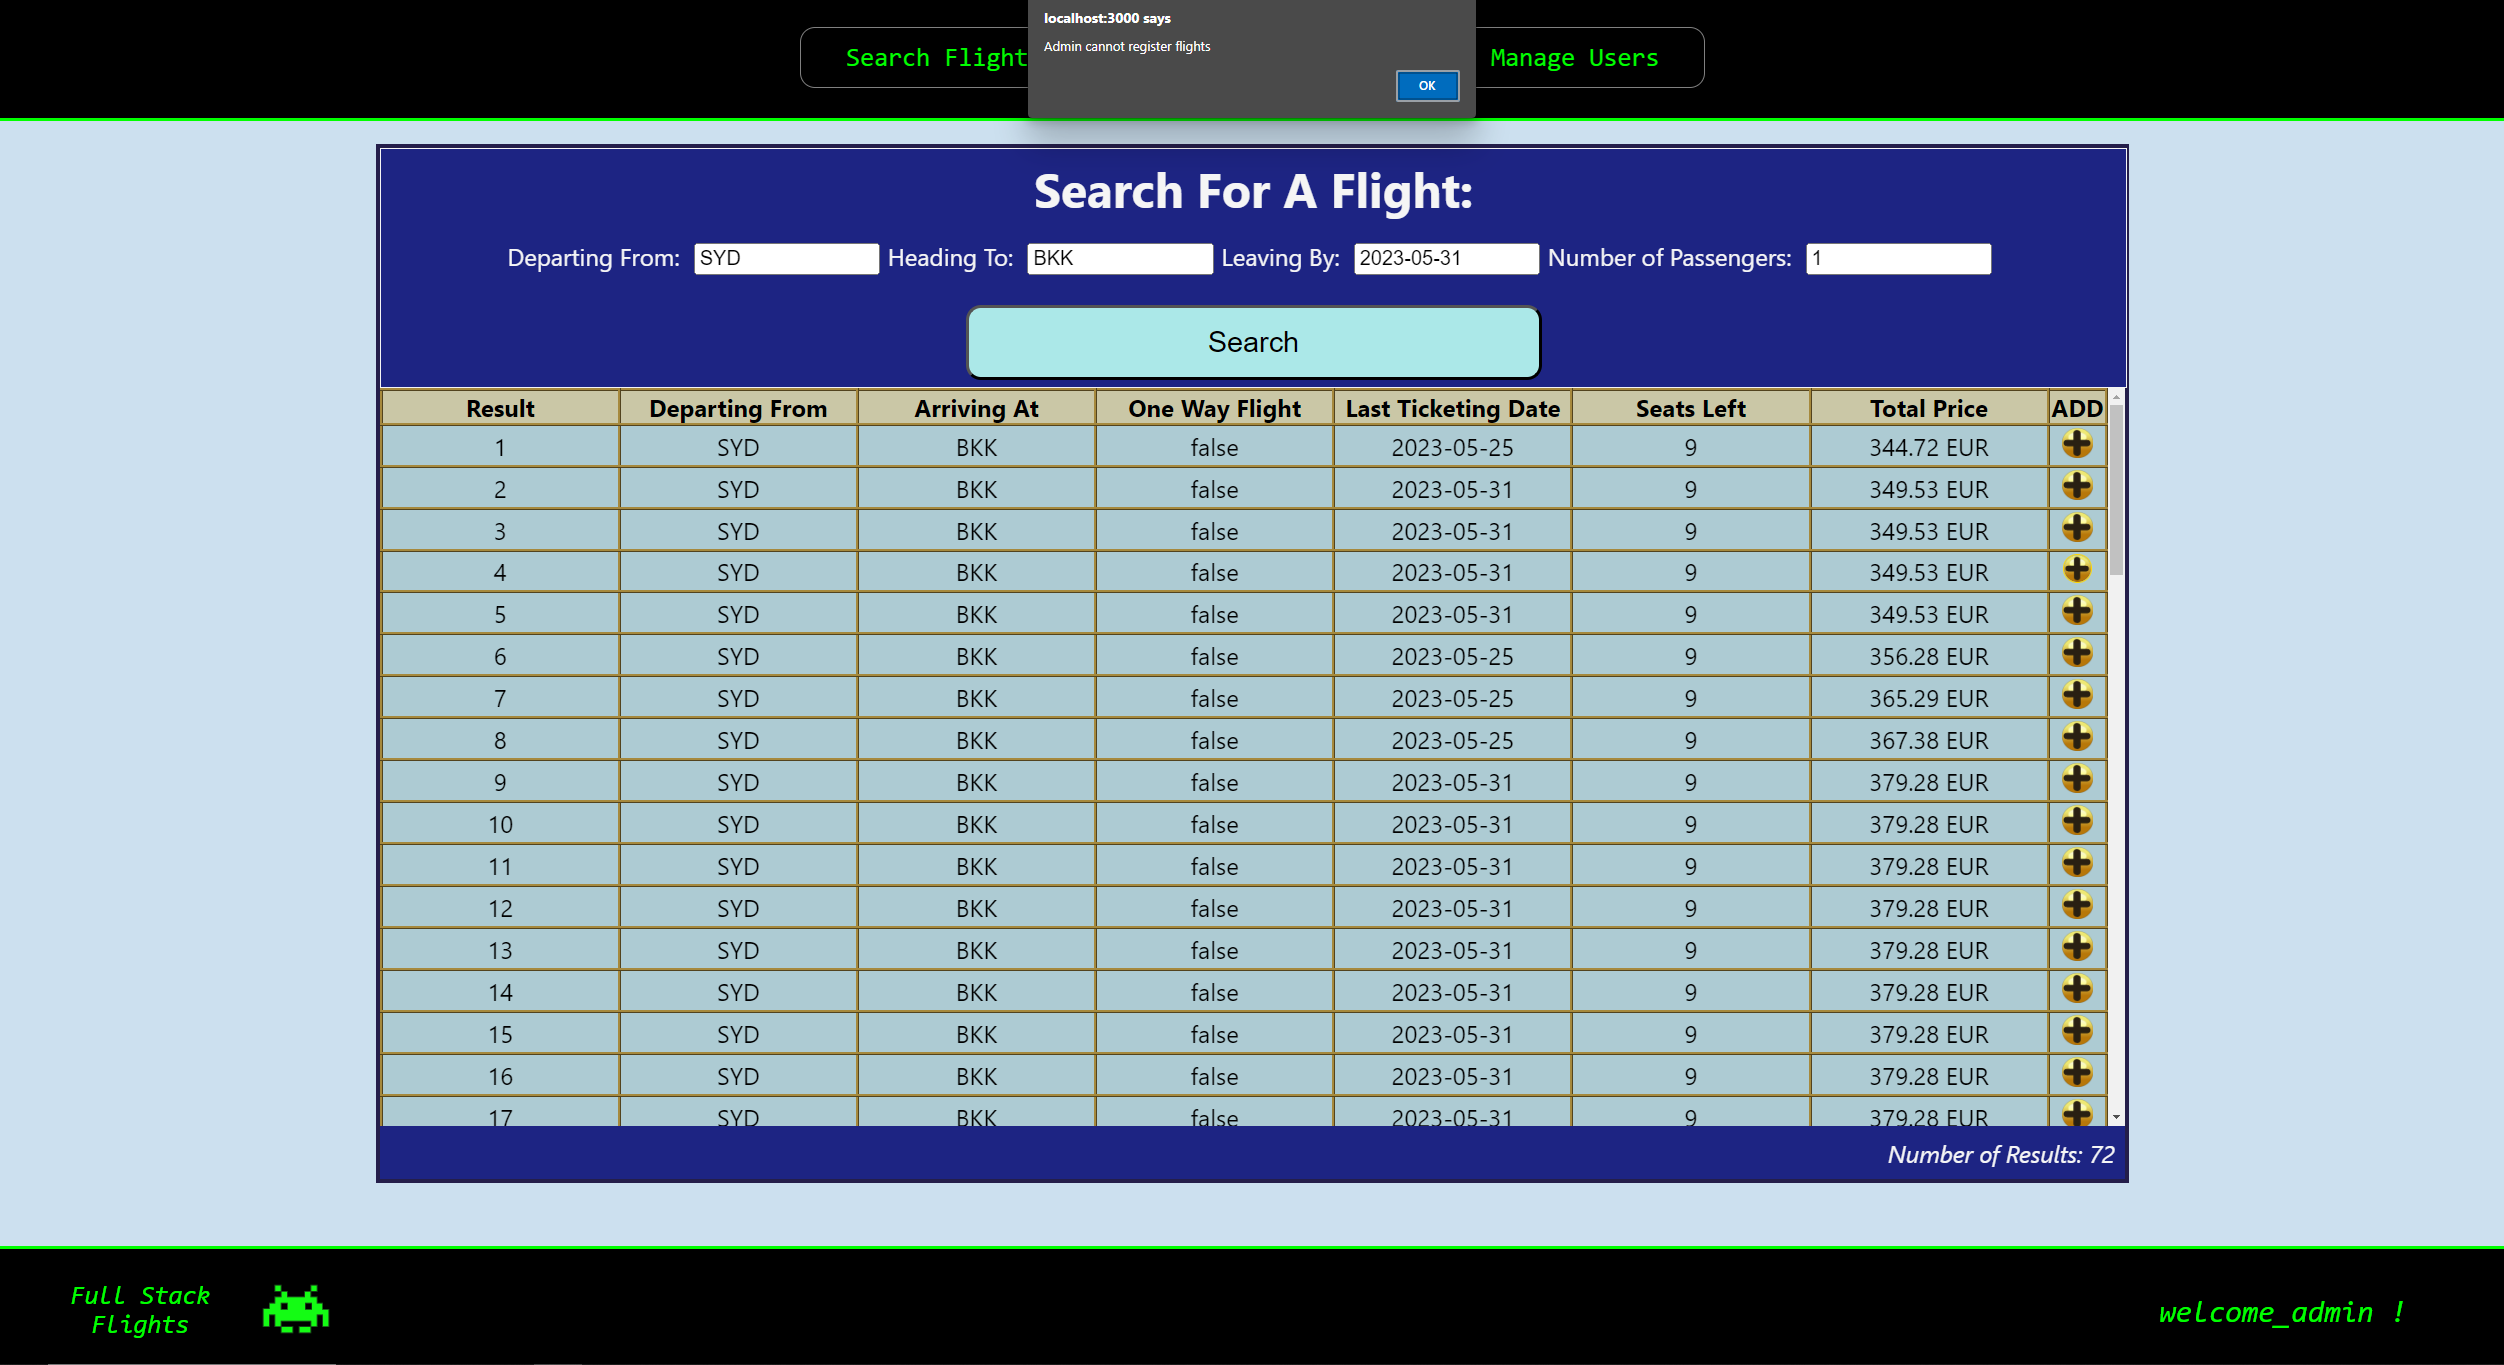 localhost:3000 says
Admin cannot register flights
OK
Search Flight Manage Users
Search For A Flight:
Departing From: SYD Heading To: BKK Leaving By: 2023-05-31 Number of Passengers: 1
Search
Result Departing From Arriving At One Way Flight Last Ticketing Date Seats Left Total Price ADD
1 SYD BKK false 2023-05-25 9 344.72 EUR
2 SYD BKK false 2023-05-31 9 349.53 EUR
3 SYD BKK false 2023-05-31 9 349.53 EUR
4 SYD BKK false 2023-05-31 9 349.53 EUR
5 SYD BKK false 2023-05-31 9 349.53 EUR
6 SYD BKK false 2023-05-25 9 356.28 EUR
7 SYD BKK false 2023-05-25 9 365.29 EUR
8 SYD BKK false 2023-05-25 9 367.38 EUR
9 SYD BKK false 2023-05-31 9 379.28 EUR
10 SYD BKK false 2023-05-31 9 379.28 EUR
11 SYD BKK false 2023-05-31 9 379.28 EUR
12 SYD BKK false 2023-05-31 9 379.28 EUR
13 SYD BKK false 2023-05-31 9 379.28 EUR
14 SYD BKK false 2023-05-31 9 379.28 EUR
15 SYD BKK false 2023-05-31 9 379.28 EUR
16 SYD BKK false 2023-05-31 9 379.28 EUR
17 SYD BKK false 2023-05-31 9 379.28 EUR
Number of Results: 72
Full Stack
Flights
welcome_admin !